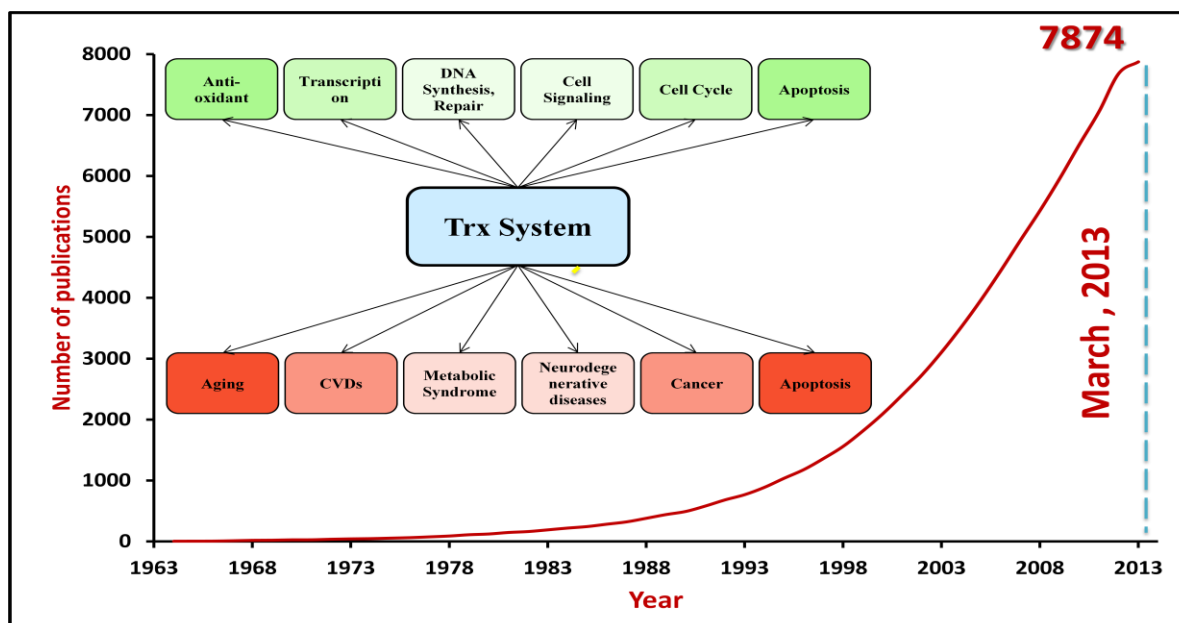 7874
8000
7000
6000
5000
4000
3000
2000
1000
0
Number of publications
Anti-
oxidant
Transcripti
on
DNA
Synthesis,
Repair
Cell
Signaling
Cell Cycle
Apoptosis
Trx System
Aging
CVDs
Metabolic
Syndrome
Neurodege
nerative
diseases
Cancer
Apoptosis
March , 2013
1963 1968 1973 1978 1983 1988 1993 1998 2003 2008 2013
Year